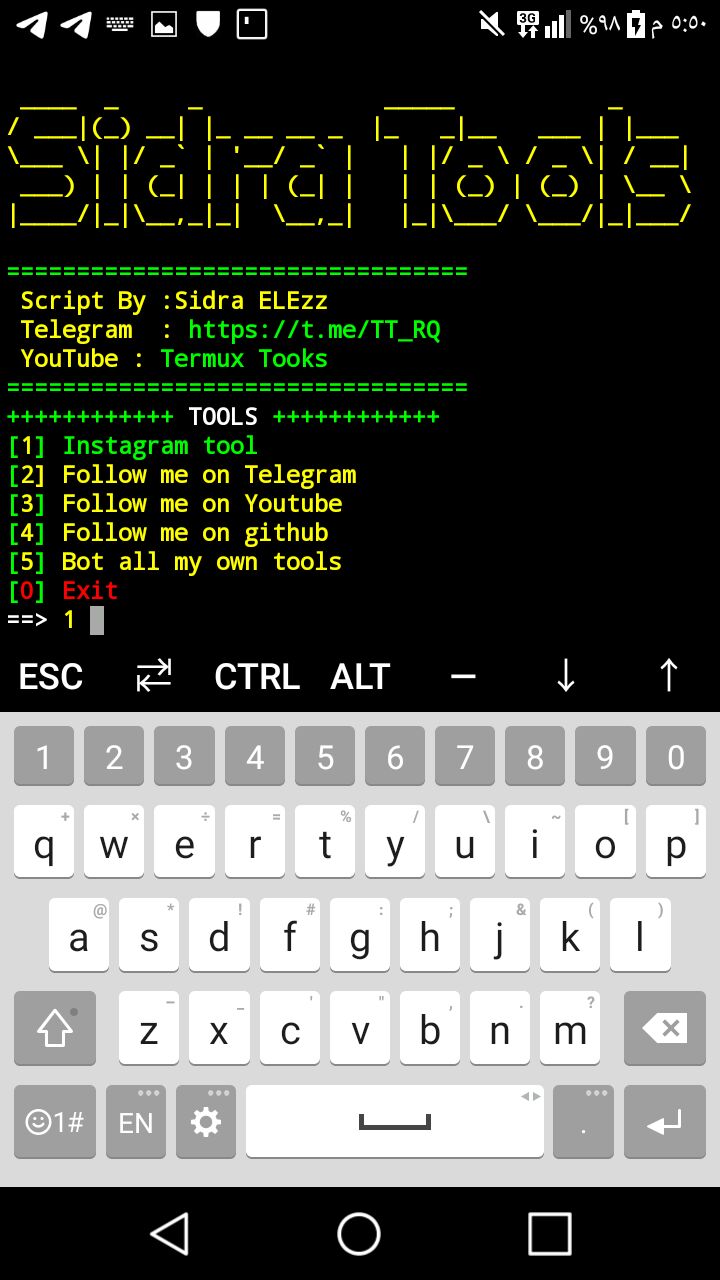 3G %٩٨ م ٥:٥٠
Sidra Tools
=================================
Script By :Sidra ELEzz
Telegram  : https://t.me/TT_RQ
YouTube : Termux Tooks
=================================
++++++++++++ TOOLS ++++++++++++
[1] Instagram tool
[2] Follow me on Telegram
[3] Follow me on Youtube
[4] Follow me on github
[5] Bot all my own tools
[0] Exit
==> 1
ESC CTRL ALT – ↓ ↑
1 2 3 4 5 6 7 8 9 0
+ × ÷ = % / \ ~ [ ]
q w e r t y u i o p
@ * ! # : ; & ( )
a s d f g h j k l
– _ ' " , . ?
z x c v b n m
1# EN .